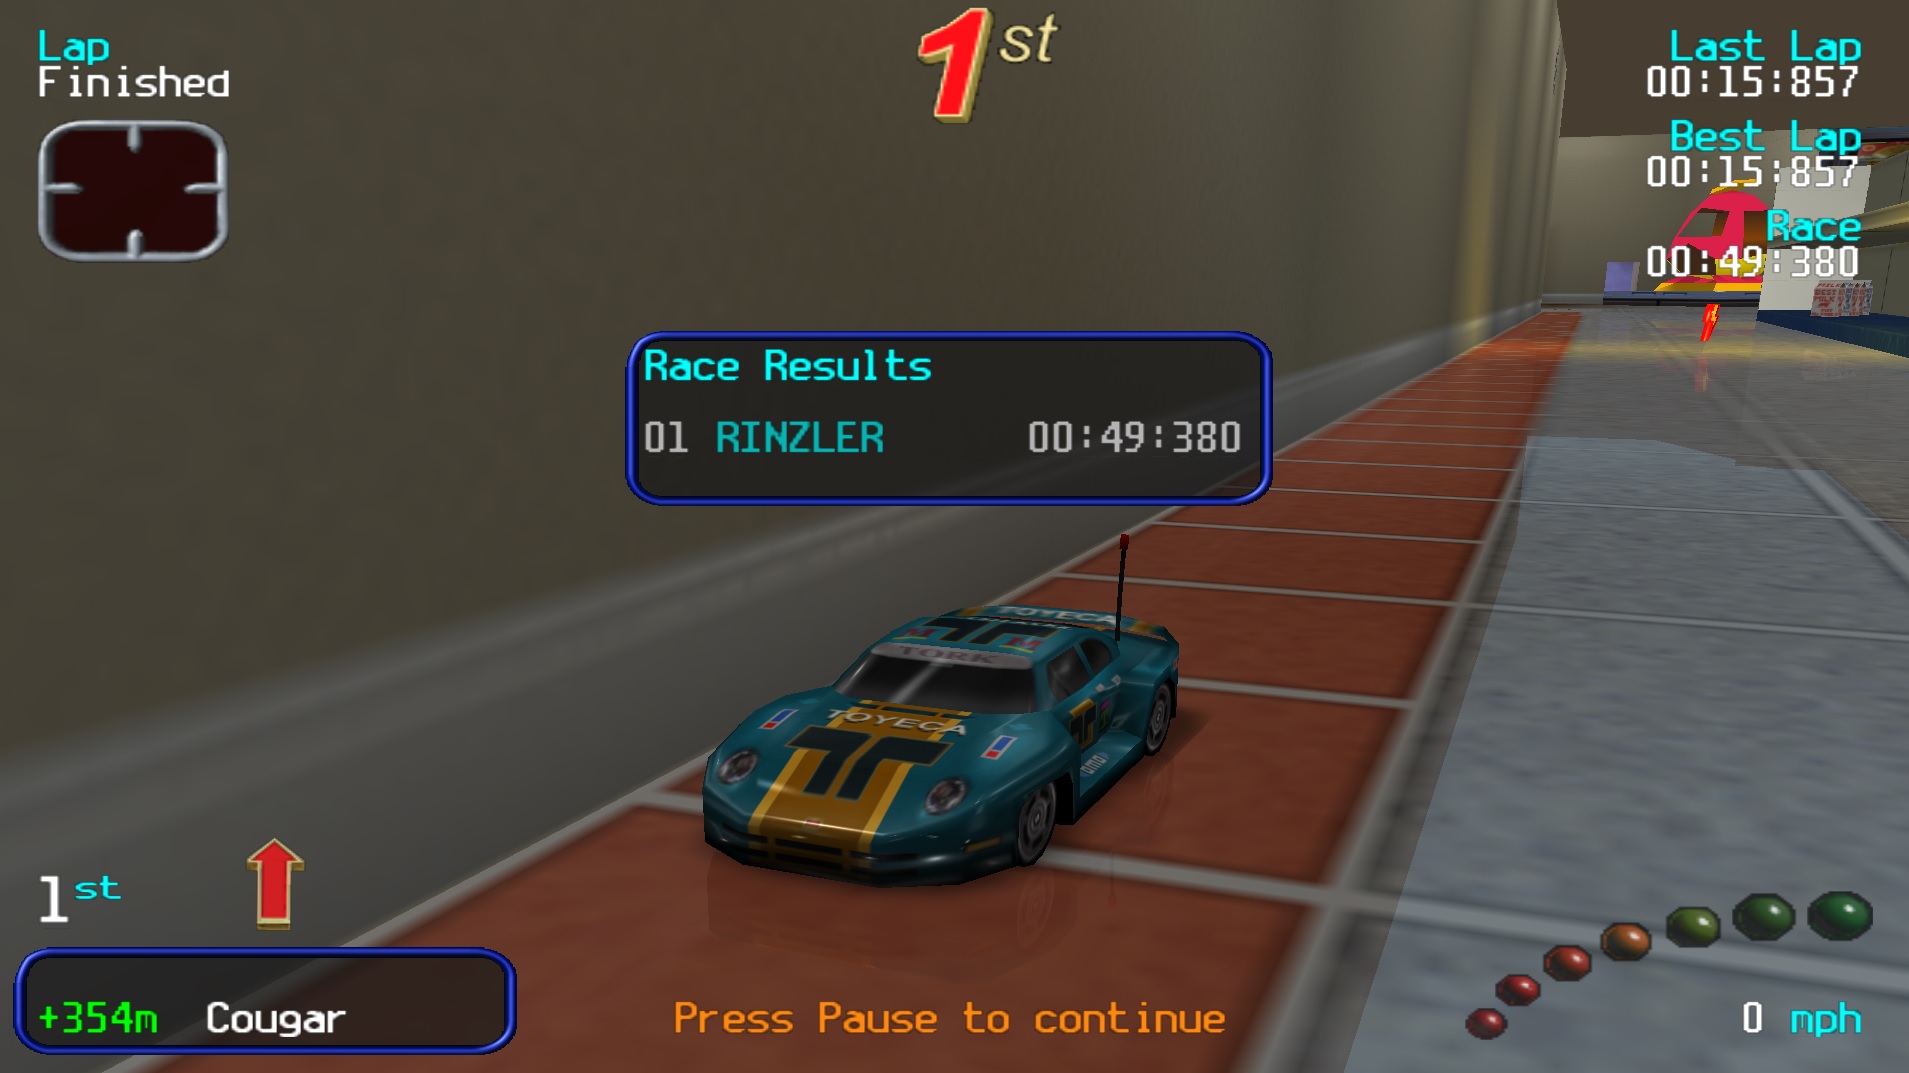 Lap
Finished
1st
Last Lap
00:15:857
Best Lap
00:15:857
Race
00:49:380
Race Results
01 RINZLER 00:49:380
TOYECA
TORK
TOYECA
1st
+354m Cougar
Press Pause to continue
0 mph